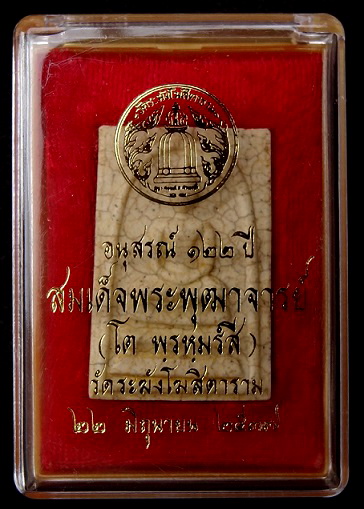 อนุสรณ์ ๑๒๒ ปี
สมเด็จพระพุฒาจารย์
(โต พรหมรํสี)
วัดระฆังโฆสิตาราม
๒๒ มิถุนายน ๒๕๓๗